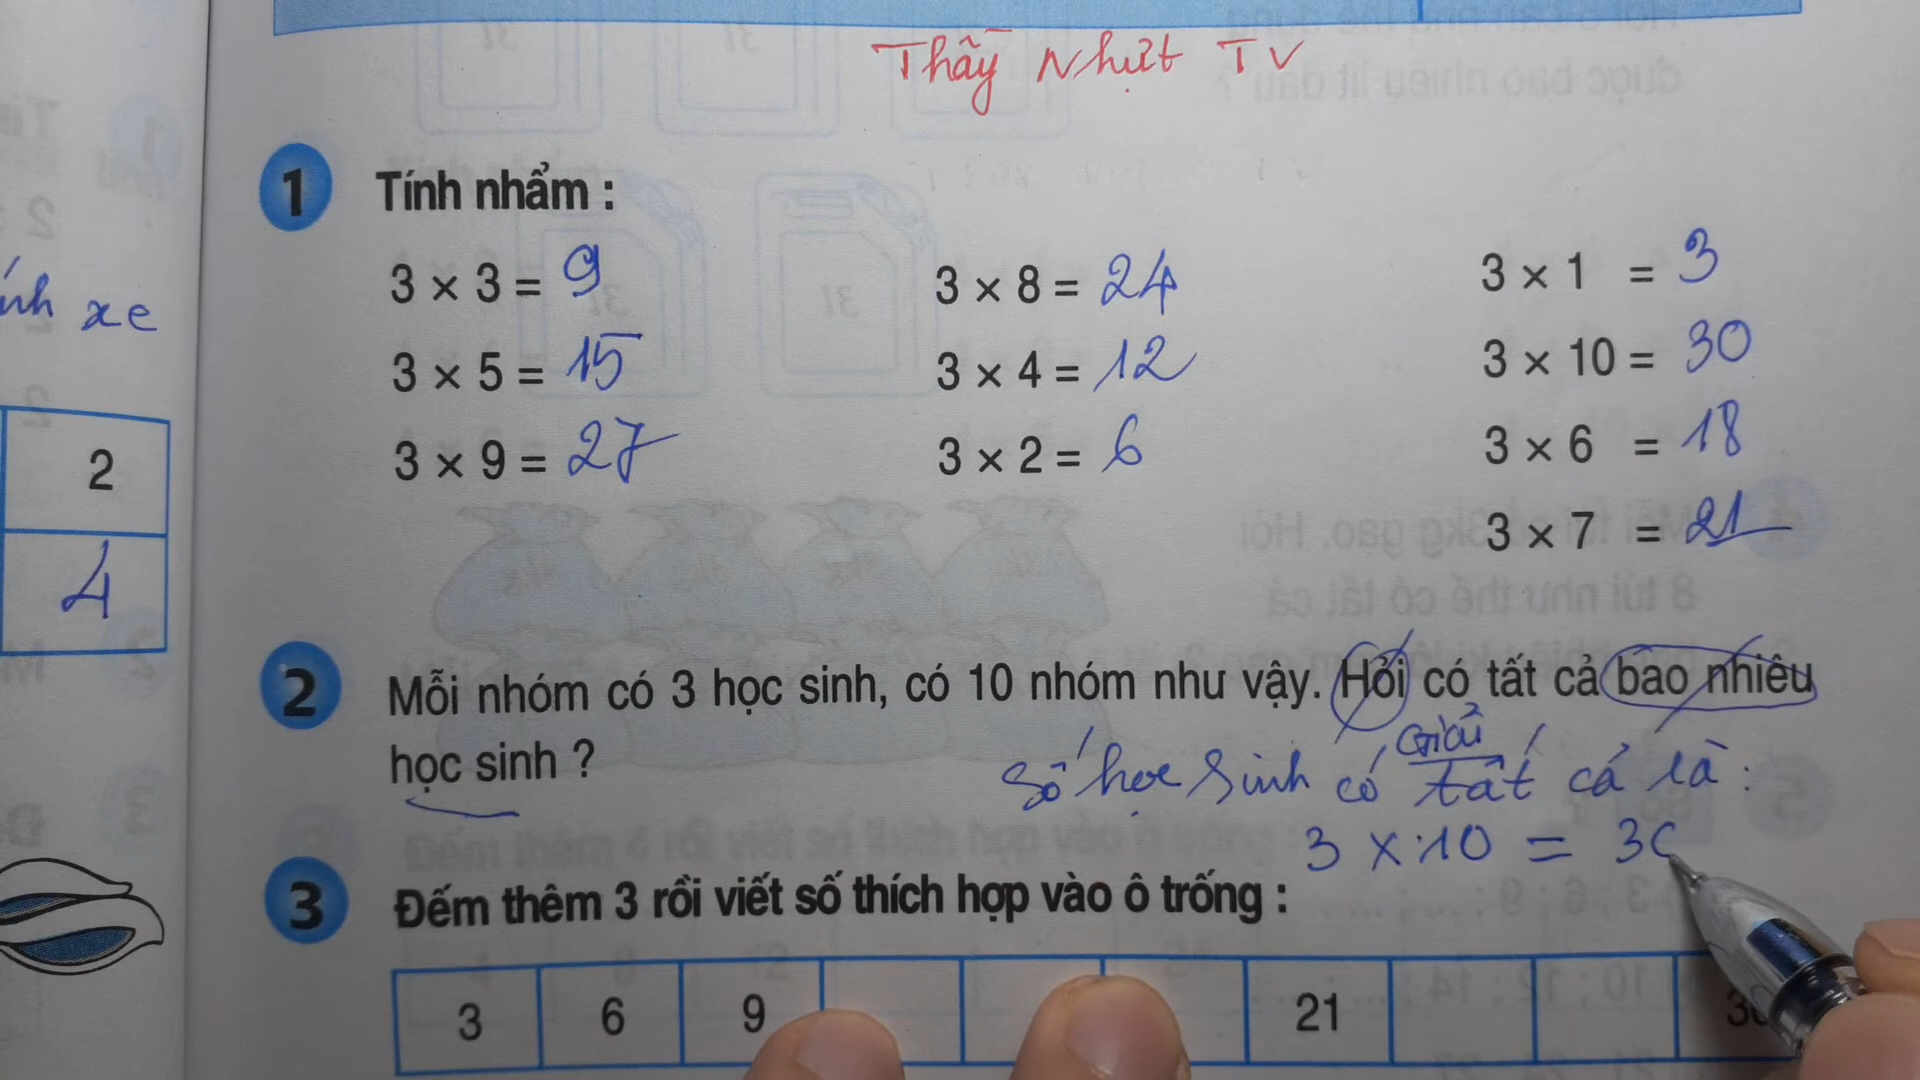 Thầy Nhựt TV
1 Tính nhẩm :
3 × 3 = 9 3 × 8 = 24 3 × 1 = 3
3 × 5 = 15 3 × 4 = 12 3 × 10 = 30
3 × 9 = 27 3 × 2 = 6 3 × 6 = 18
3 × 7 = 21
xe
2
4
2 Mỗi nhóm có 3 học sinh, có 10 nhóm như vậy. Hỏi có tất cả bao nhiêu
học sinh ?
Giải
Số học sinh có tất cả là :
3 × 10 = 30
3 Đếm thêm 3 rồi viết số thích hợp vào ô trống :
3 6 9 21 30